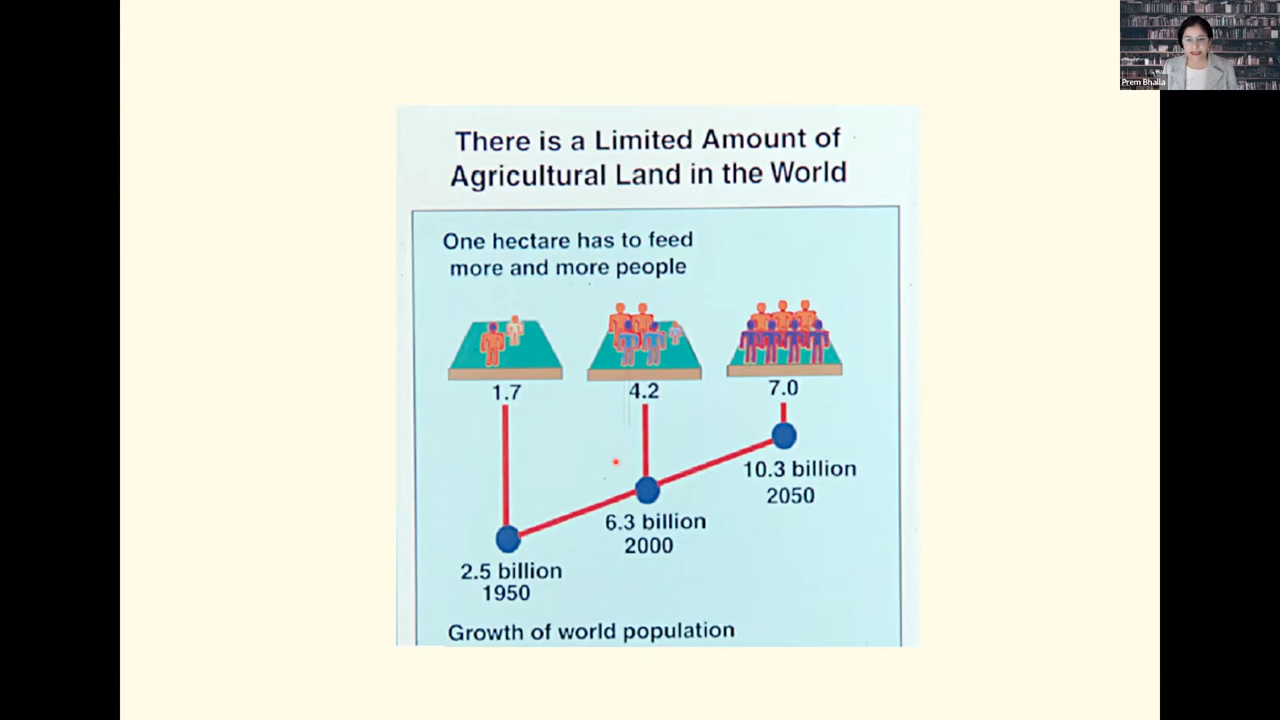 Prem Bhalla
There is a Limited Amount of
Agricultural Land in the World
One hectare has to feed
more and more people
1.7
4.2
7.0
10.3 billion
2050
6.3 billion
2000
2.5 billion
1950
Growth of world population